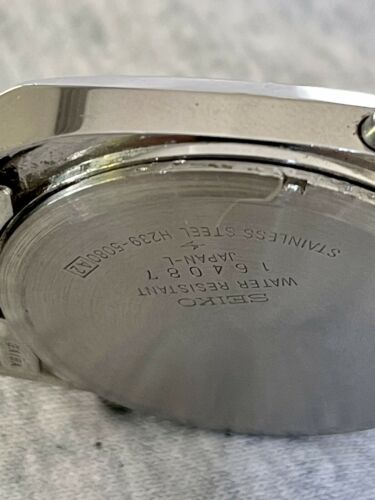 SEIKO
WATER RESISTANT
164087
JAPAN-L
STAINLESS STEEL H239-5080 A2